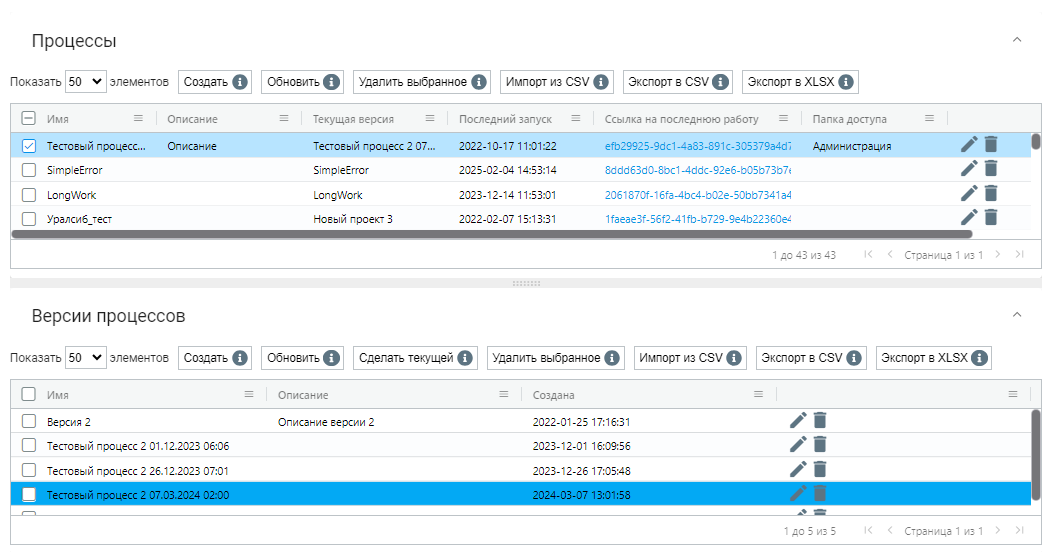 Процессы
Показать 50 элементов Создать Обновить Удалить выбранное Импорт из CSV Экспорт в CSV Экспорт в XLSX
Имя Описание Текущая версия Последний запуск Ссылка на последнюю работу Папка доступа
Тестовый процесс... Описание Тестовый процесс 2 07... 2022-10-17 11:01:22 efb29925-9dc1-4a83-891c-305379a4d7 Администрация
SimpleError SimpleError 2025-02-04 14:53:14 8ddd63d0-8bc1-4ddc-92e6-b05b73b7e
LongWork LongWork 2023-12-14 11:53:01 2061870f-16fa-4bc4-b02e-50bb7341a4
Уралсиб_тест Новый проект 3 2022-02-07 15:13:31 1faeae3f-56f2-41fb-b729-9e4b22360e4
1 до 43 из 43 Страница 1 из 1
Версии процессов
Показать 50 элементов Создать Обновить Сделать текущей Удалить выбранное Импорт из CSV Экспорт в CSV Экспорт в XLSX
Имя Описание Создана
Версия 2 Описание версии 2 2022-01-25 17:16:31
Тестовый процесс 2 01.12.2023 06:06 2023-12-01 16:09:56
Тестовый процесс 2 26.12.2023 07:01 2023-12-26 17:05:48
Тестовый процесс 2 07.03.2024 02:00 2024-03-07 13:01:58
1 до 5 из 5 Страница 1 из 1